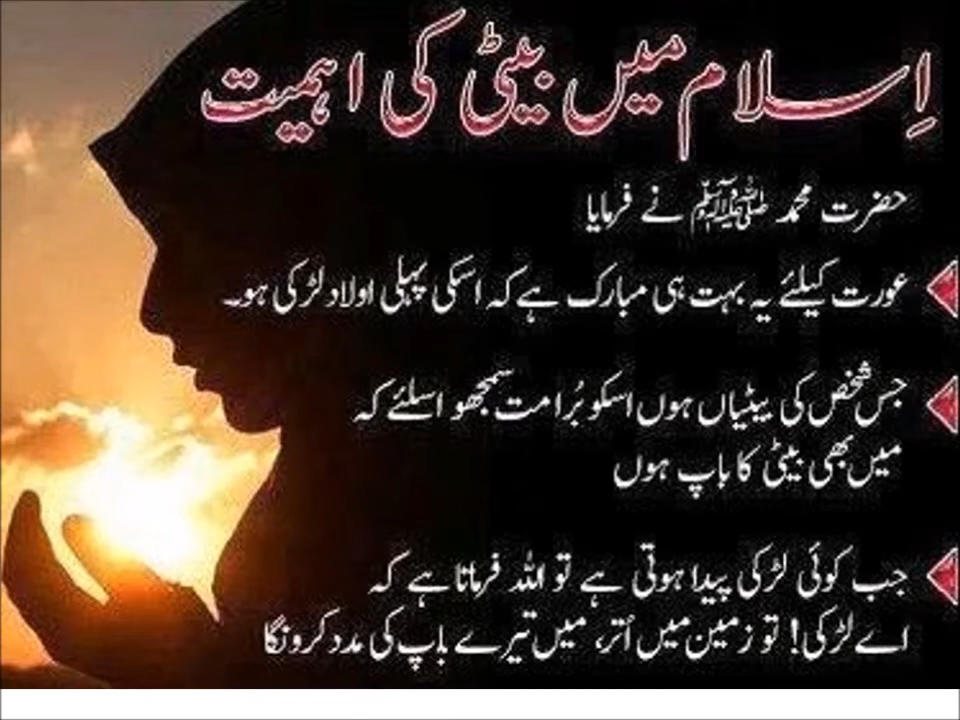 اِسلام میں بیٹی کی اہمیت
حضرت محمد ﷺ نے فرمایا
عورت کیلئے یہ بہت ہی مبارک ہے کہ اسکی پہلی اولاد لڑکی ہو۔
جس شخص کی بیٹیاں ہوں اسکو بُرا مت سمجھو اسلئے کہ
میں بھی بیٹی کا باپ ہوں
جب کوئی لڑکی پیدا ہوتی ہے تو اللہ فرماتا ہے کہ
اے لڑکی! تو زمین میں اُتر، میں تیرے باپ کی مدد کرونگا